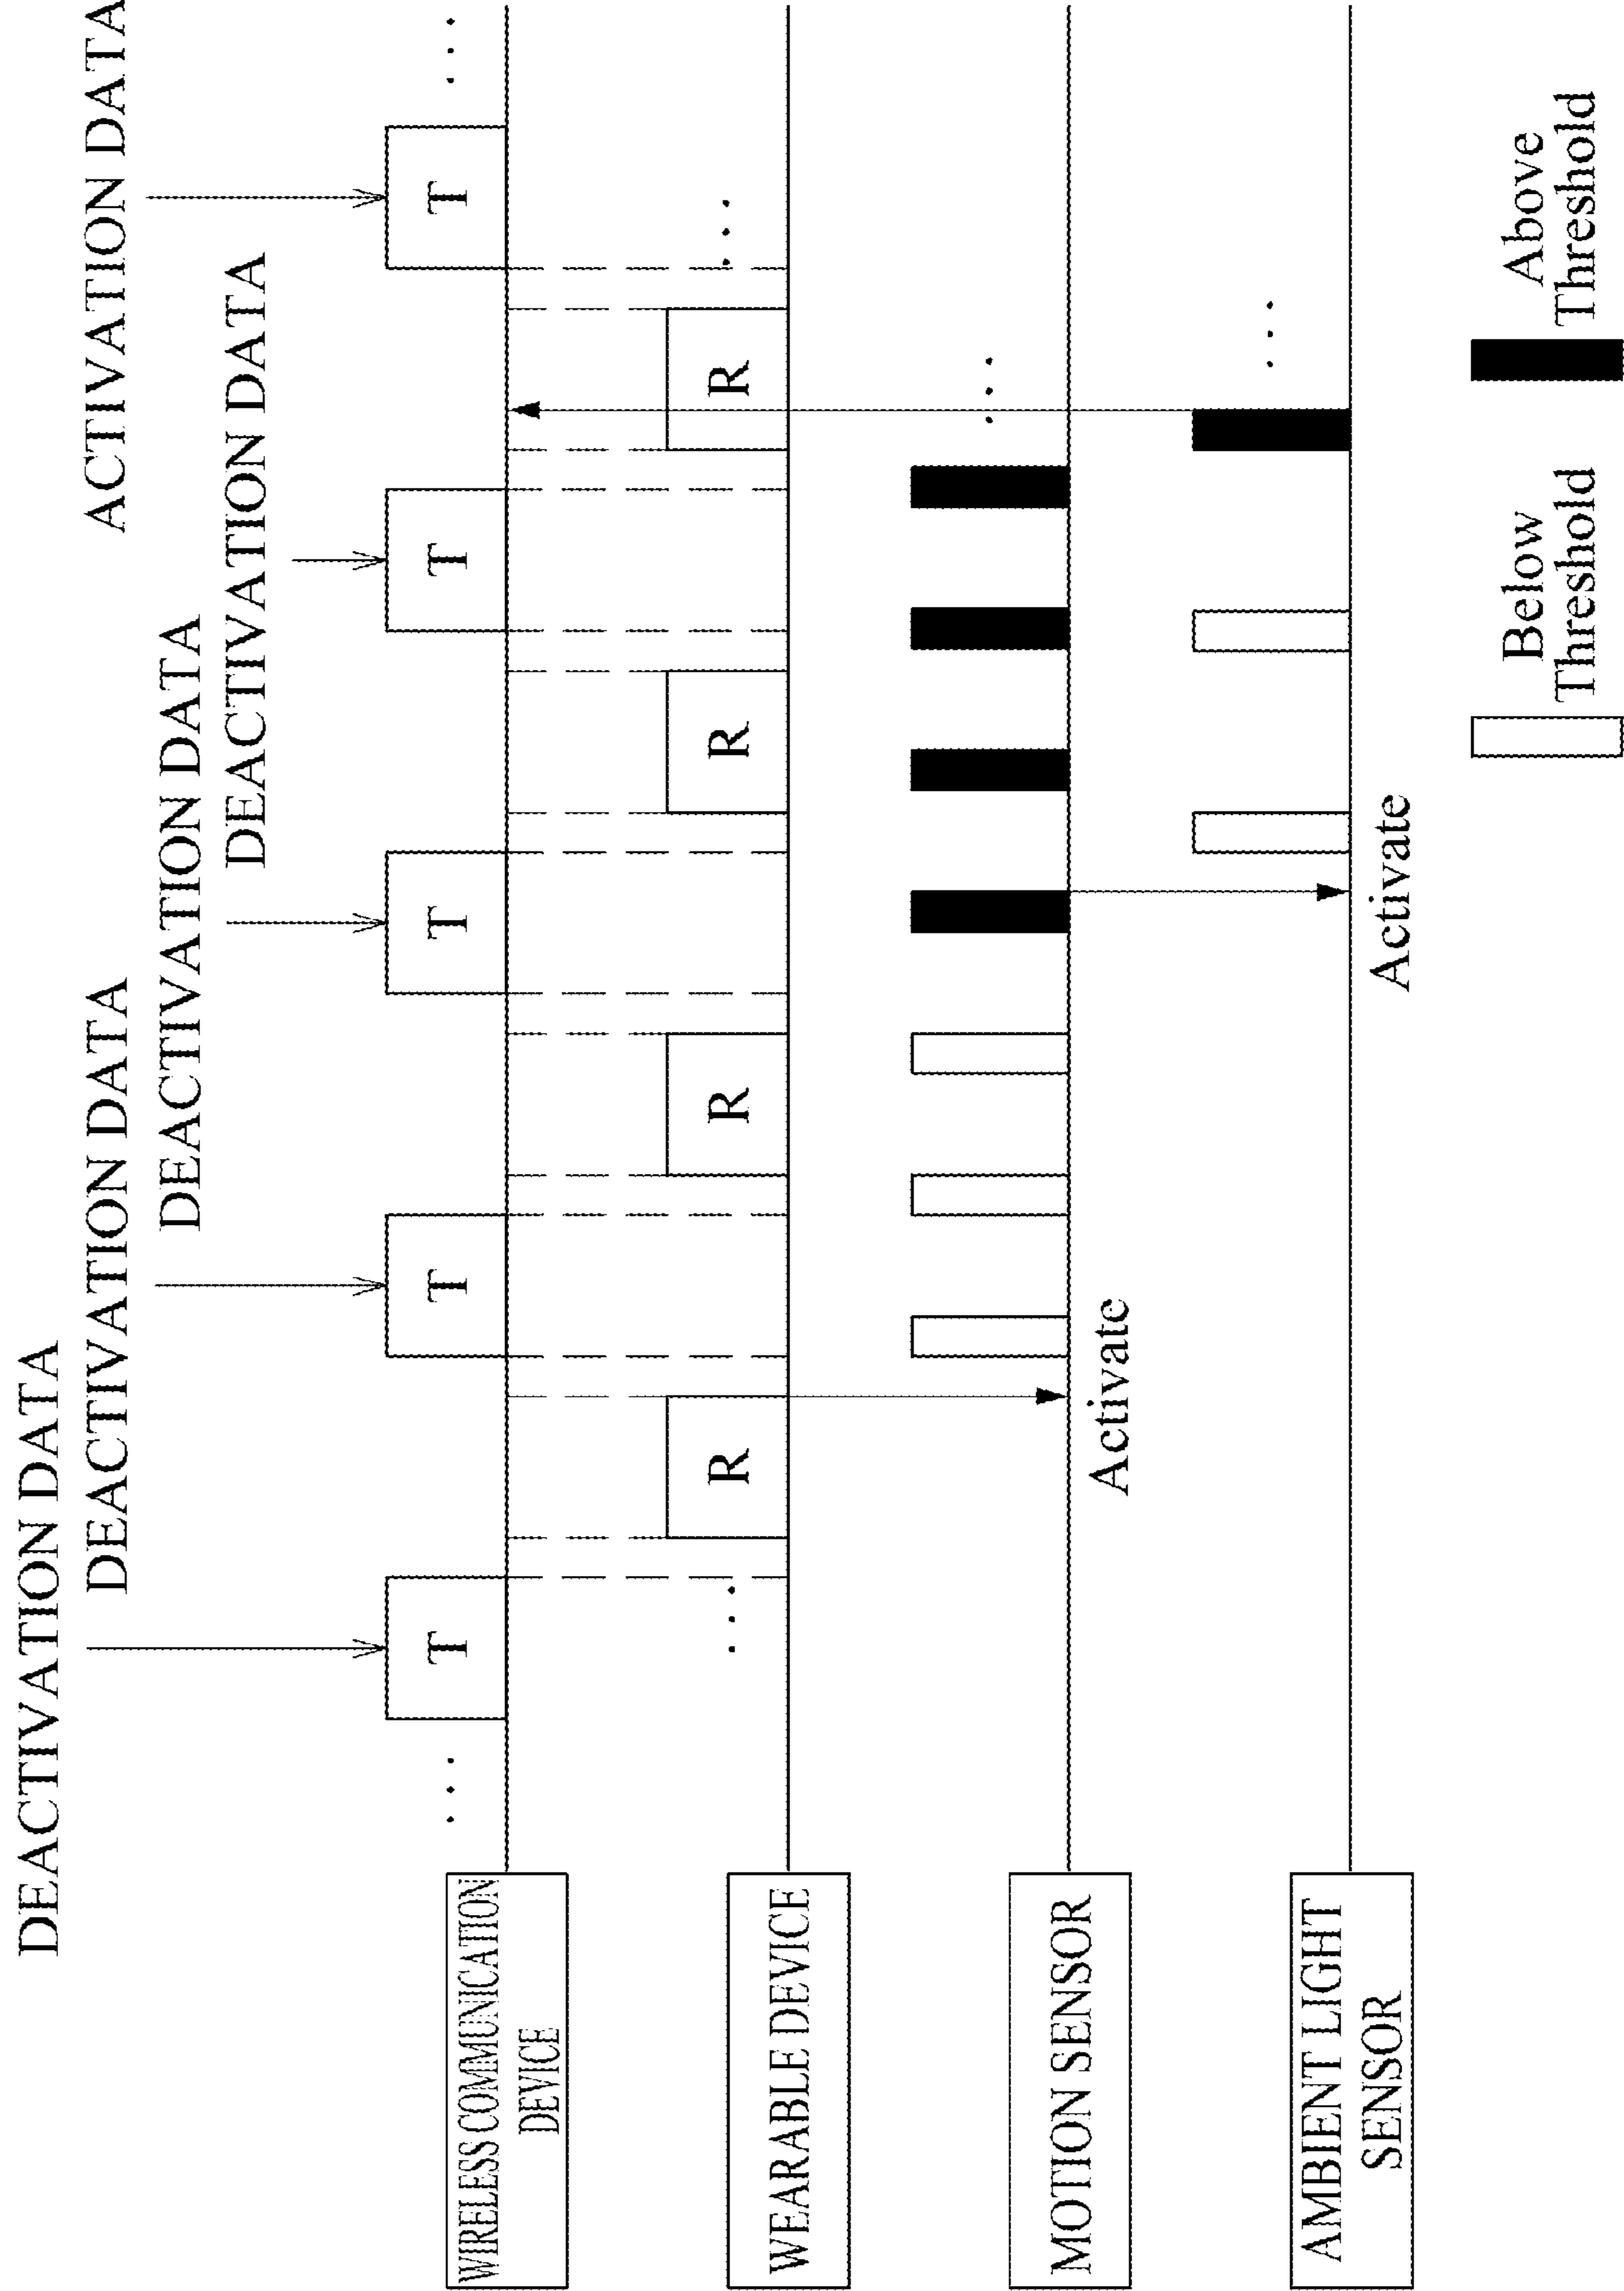 DEACTIVATION DATA
DEACTIVATION DATA
DEACTIVATION DATA
DEACTIVATION DATA
ACTIVATION DATA
WIRELESS COMMUNICATION
DEVICE
. . .
T
T
T
T
T
. . .
WEARABLE DEVICE
. . .
R
R
R
R
. . .
MOTION SENSOR
Activate
. . .
AMBIENT LIGHT
SENSOR
Activate
. . .
Below
Threshold
Above
Threshold